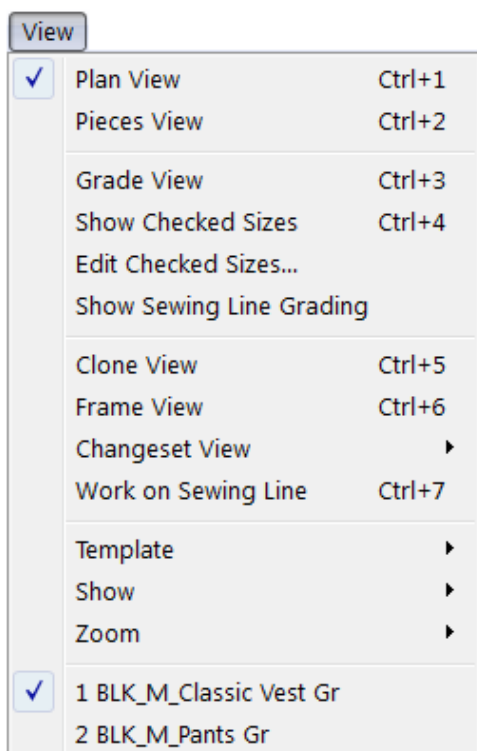 View
Plan View Ctrl+1
Pieces View Ctrl+2
Grade View Ctrl+3
Show Checked Sizes Ctrl+4
Edit Checked Sizes...
Show Sewing Line Grading
Clone View Ctrl+5
Frame View Ctrl+6
Changeset View
Work on Sewing Line Ctrl+7
Template
Show
Zoom
1 BLK_M_Classic Vest Gr
2 BLK_M_Pants Gr